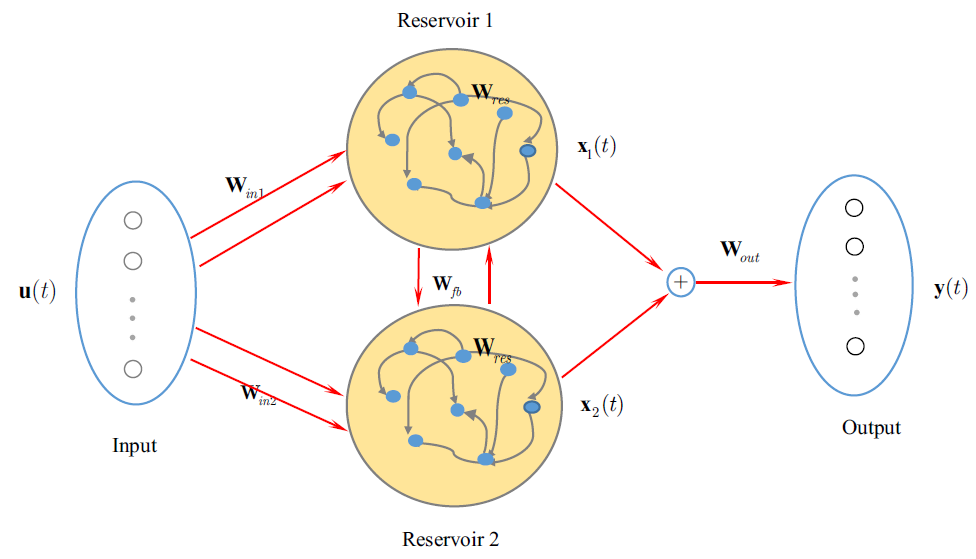 Reservoir 1
W_res
x_1(t)
W_in1
u(t)
W_fb
+
W_out
y(t)
W_res
W_in2
x_2(t)
Input
Output
Reservoir 2